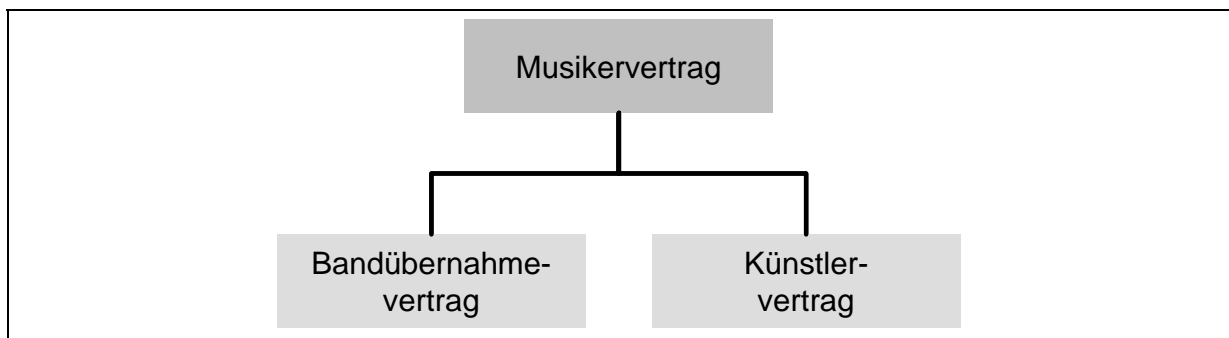 Musikervertrag
Bandübernahme-
vertrag
Künstler-
vertrag